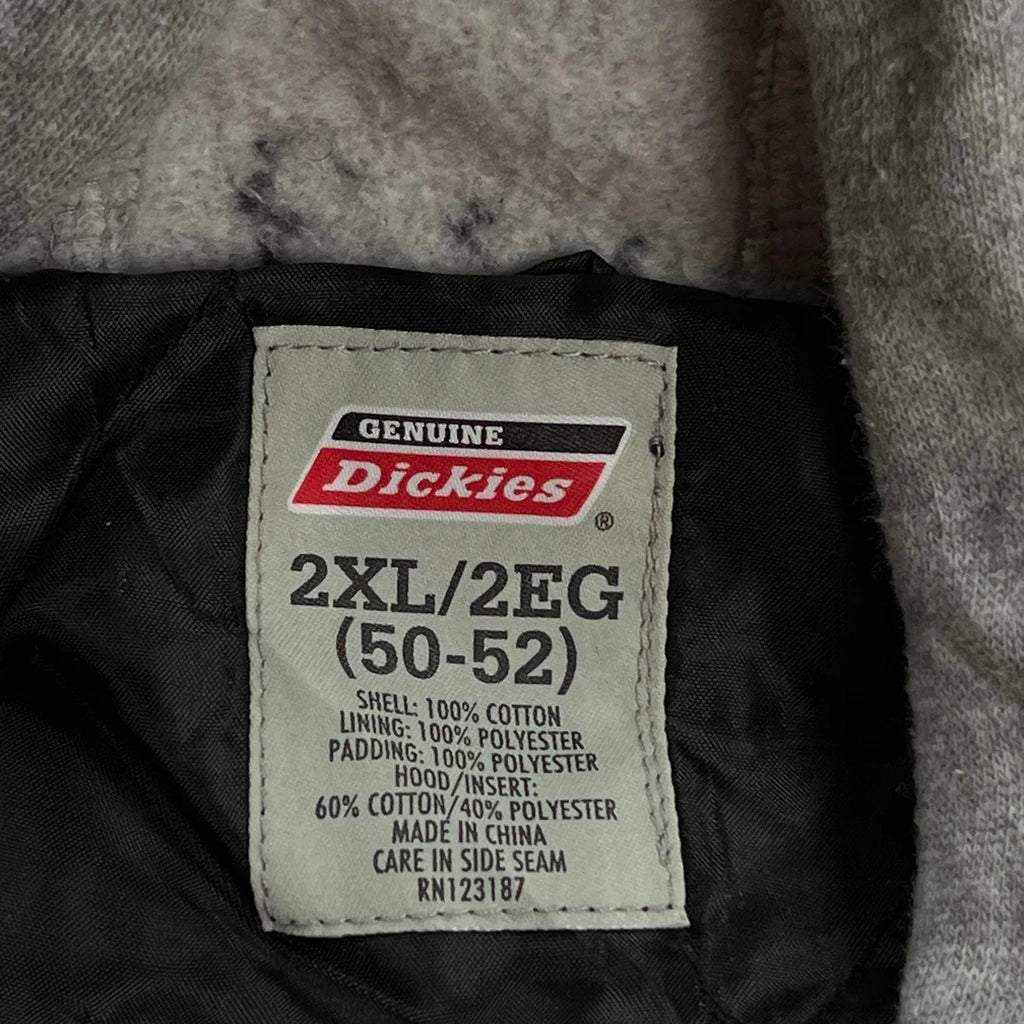 GENUINE
Dickies
®
2XL/2EG
(50-52)
SHELL: 100% COTTON
LINING: 100% POLYESTER
PADDING: 100% POLYESTER
HOOD/INSERT:
60% COTTON/40% POLYESTER
MADE IN CHINA
CARE IN SIDE SEAM
RN123187